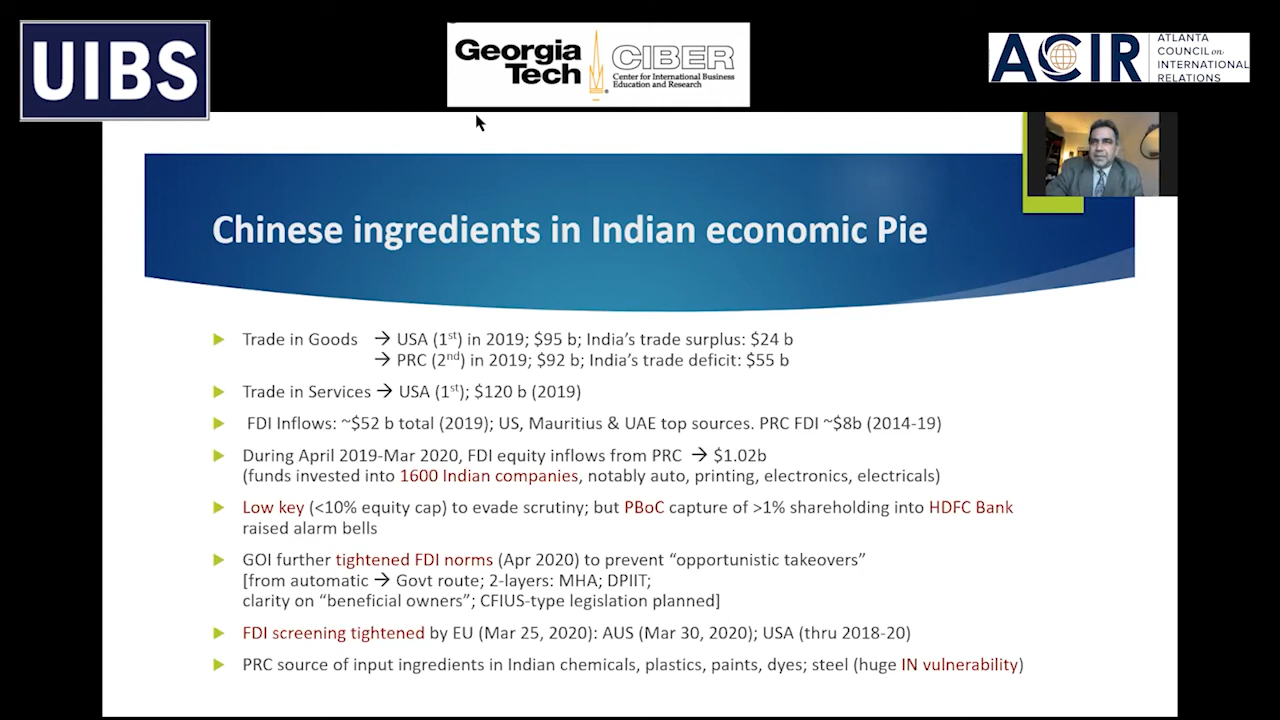 UIBS
Georgia Tech
CIBER
Center for International Business
Education and Research
ACIR
ATLANTA
COUNCIL on
INTERNATIONAL
RELATIONS
Chinese ingredients in Indian economic Pie
Trade in Goods → USA (1st) in 2019; $95 b; India’s trade surplus: $24 b
→ PRC (2nd) in 2019; $92 b; India’s trade deficit: $55 b
Trade in Services → USA (1st); $120 b (2019)
FDI Inflows: ~$52 b total (2019); US, Mauritius & UAE top sources. PRC FDI ~$8b (2014-19)
During April 2019-Mar 2020, FDI equity inflows from PRC → $1.02b
(funds invested into 1600 Indian companies, notably auto, printing, electronics, electricals)
Low key (<10% equity cap) to evade scrutiny; but PBoC capture of >1% shareholding into HDFC Bank
raised alarm bells
GOI further tightened FDI norms (Apr 2020) to prevent “opportunistic takeovers”
[from automatic → Govt route; 2-layers: MHA; DPIIT;
clarity on “beneficial owners”; CFIUS-type legislation planned]
FDI screening tightened by EU (Mar 25, 2020): AUS (Mar 30, 2020); USA (thru 2018-20)
PRC source of input ingredients in Indian chemicals, plastics, paints, dyes; steel (huge IN vulnerability)